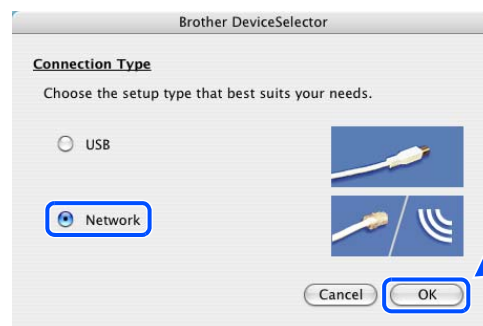 Brother DeviceSelector
Connection Type
Choose the setup type that best suits your needs.
USB
Network
Cancel OK